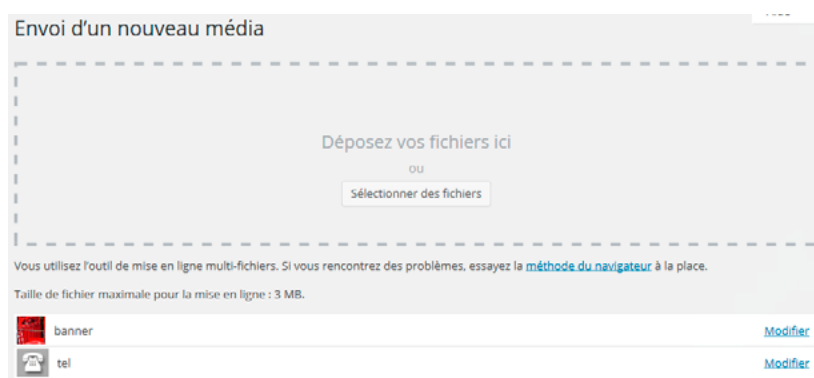 Envoi d'un nouveau média
Déposez vos fichiers ici
ou
Sélectionner des fichiers
Vous utilisez l'outil de mise en ligne multi-fichiers. Si vous rencontrez des problèmes, essayez la méthode du navigateur à la place.
Taille de fichier maximale pour la mise en ligne : 3 MB.
banner Modifier
tel Modifier